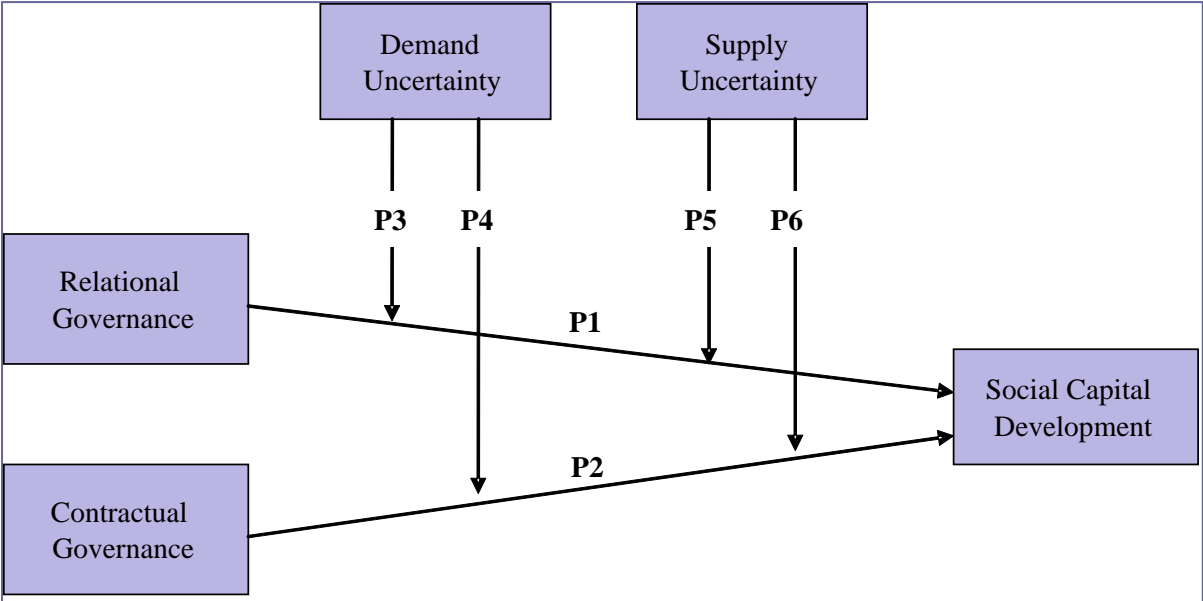 Demand
Uncertainty
Supply
Uncertainty
P3
P4
P5
P6
Relational
Governance
P1
Social Capital
Development
P2
Contractual
Governance